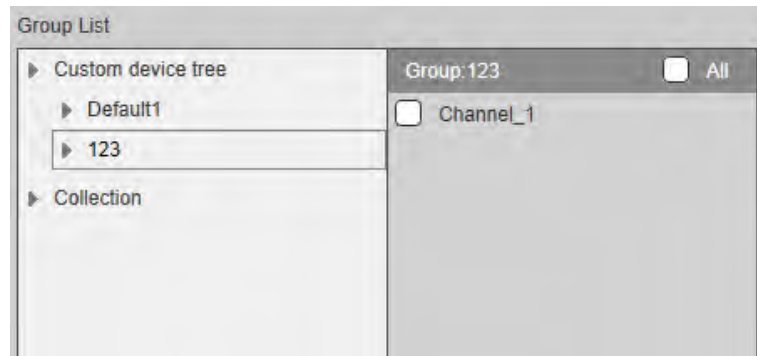 Group List
Custom device tree
Default1
123
Collection
Group:123
All
Channel_1